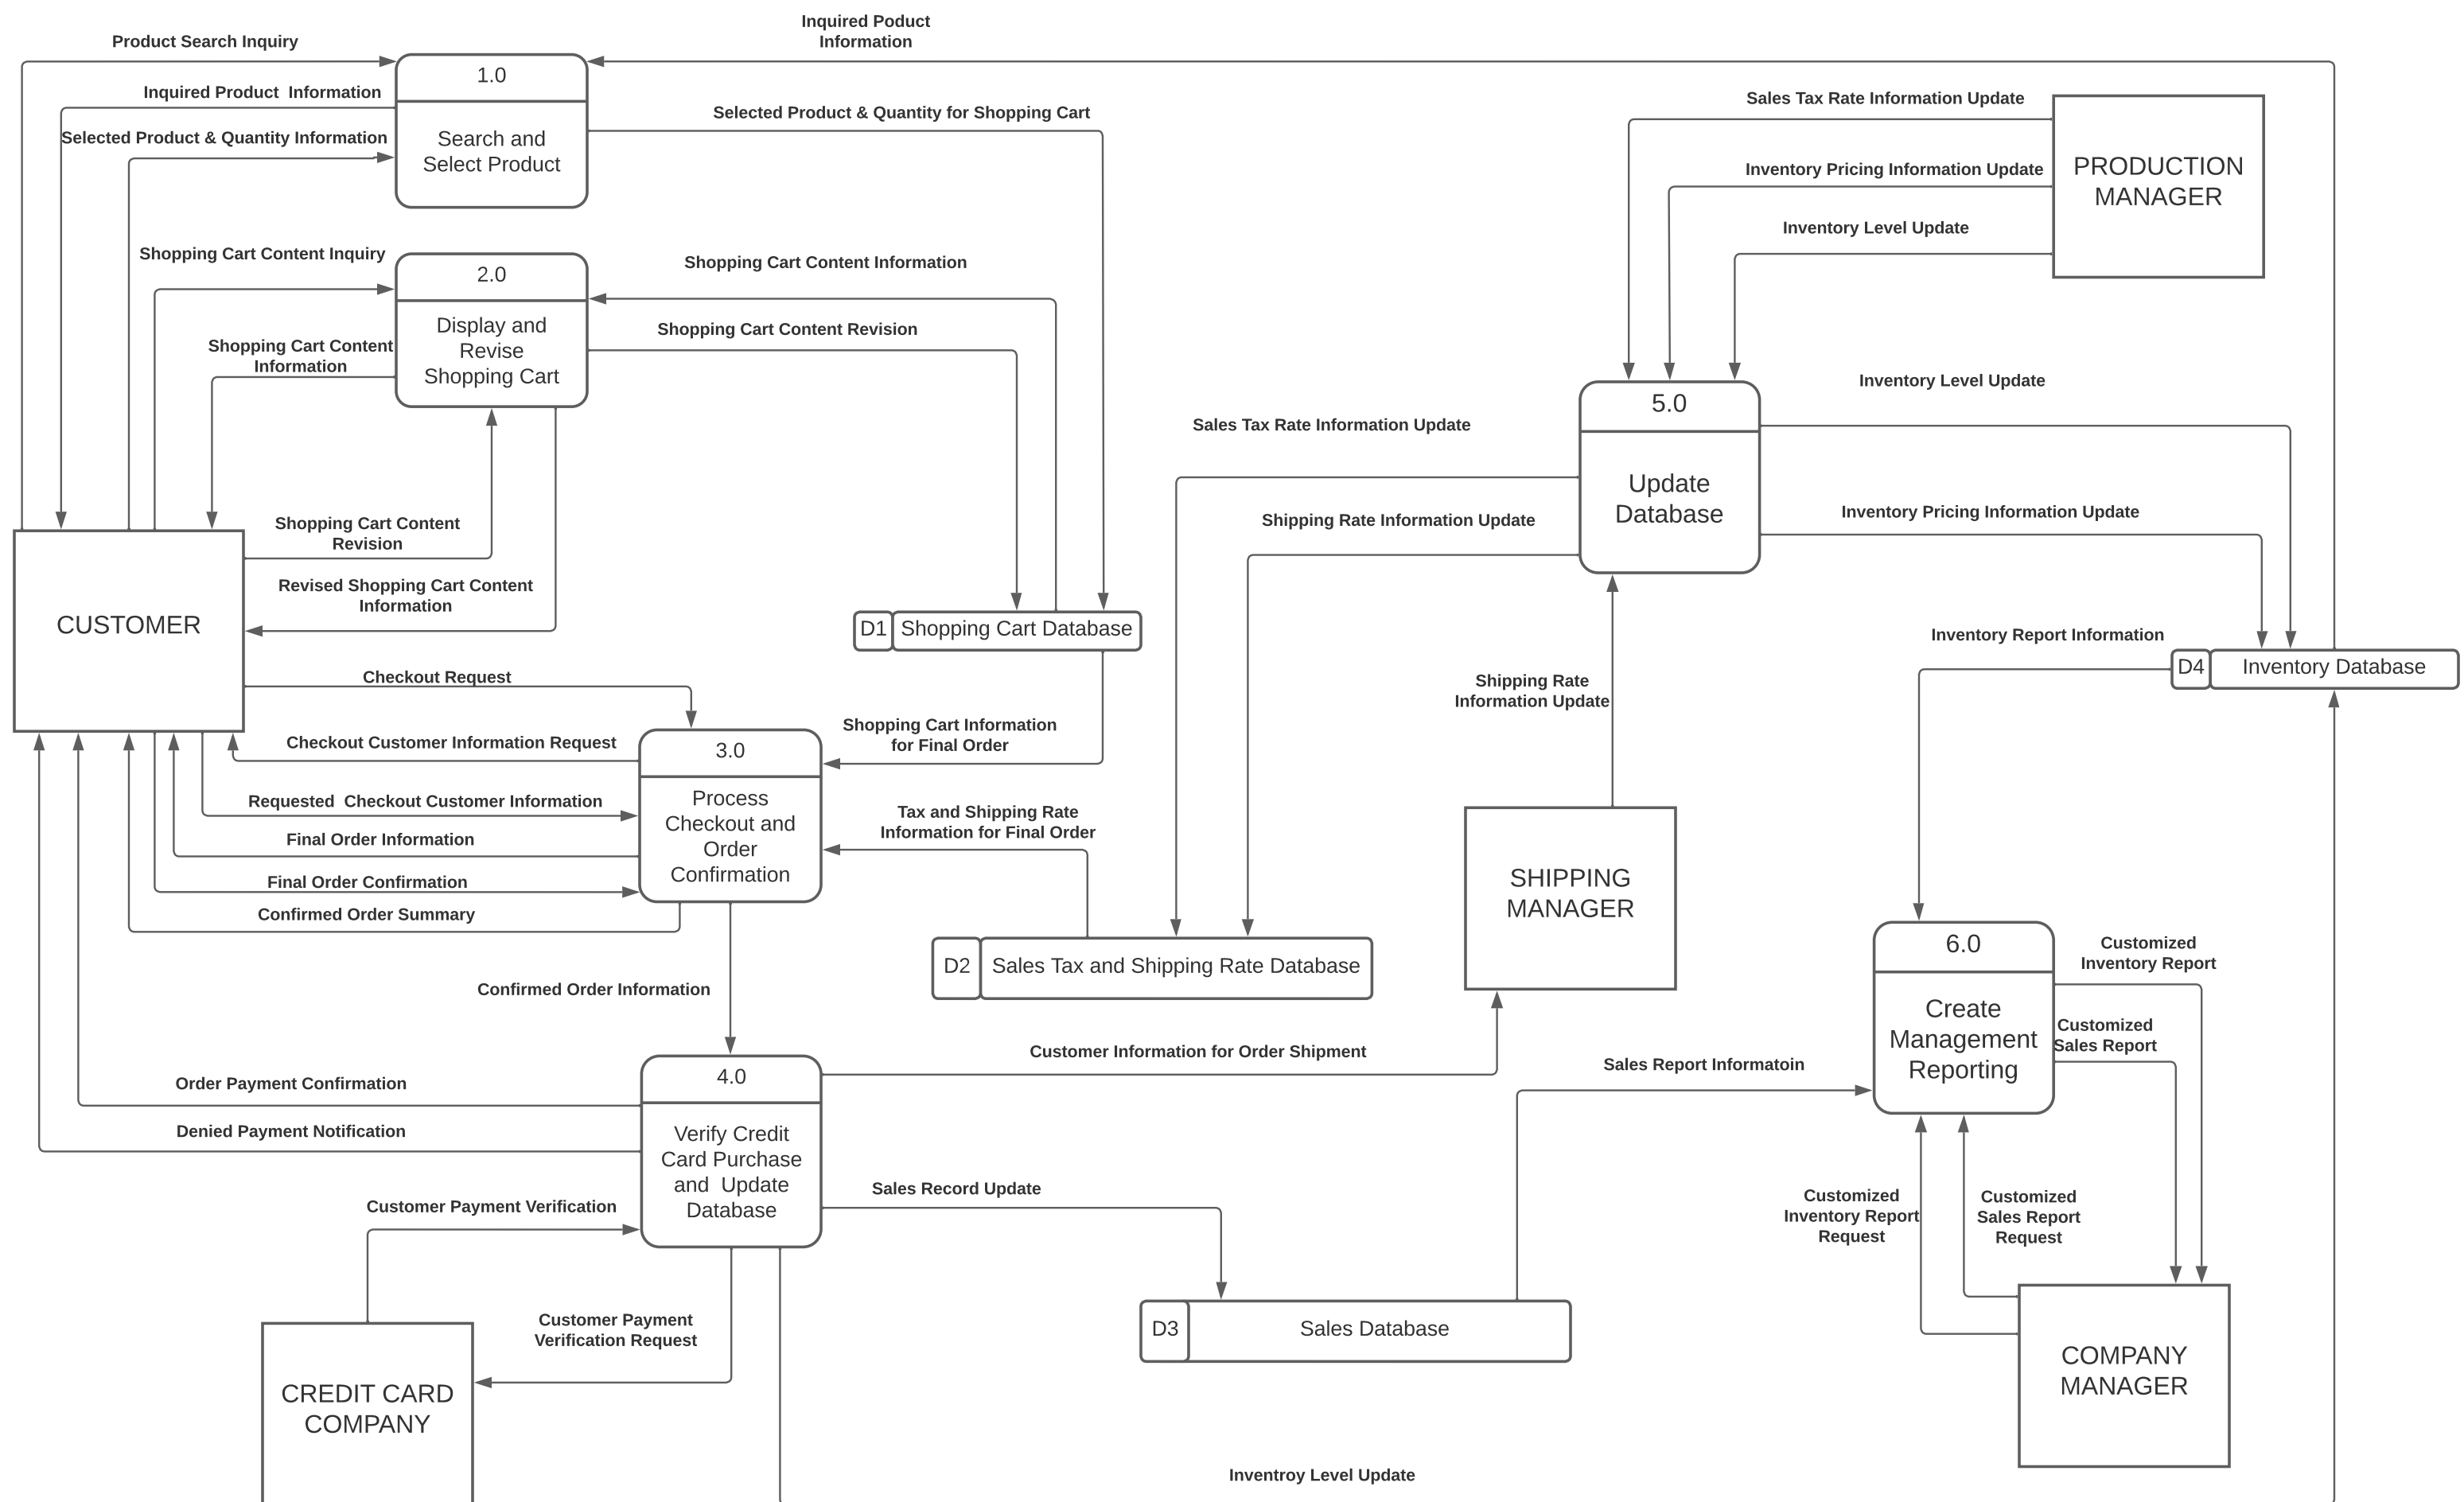 Inquired Poduct
Information
Product Search Inquiry
1.0
Inquired Product  Information
Selected Product & Quantity Information
Search and
Select Product
Selected Product & Quantity for Shopping Cart
Sales Tax Rate Information Update
Inventory Pricing Information Update
Inventory Level Update
PRODUCTION
MANAGER
Shopping Cart Content Inquiry
2.0
Display and
Revise
Shopping Cart
Shopping Cart Content Information
Shopping Cart Content Revision
Shopping Cart Content
Information
5.0
Update
Database
Inventory Level Update
Sales Tax Rate Information Update
Shipping Rate Information Update
Inventory Pricing Information Update
Shopping Cart Content
Revision
Revised Shopping Cart Content
Information
CUSTOMER
D1
Shopping Cart Database
Inventory Report Information
D4
Inventory Database
Checkout Request
Shipping Rate
Information Update
Shopping Cart Information
for Final Order
Checkout Customer Information Request
3.0
Process
Checkout and
Order
Confirmation
Requested  Checkout Customer Information
Tax and Shipping Rate
Information for Final Order
Final Order Information
Final Order Confirmation
Confirmed Order Summary
SHIPPING
MANAGER
D2
Sales Tax and Shipping Rate Database
6.0
Create
Management
Reporting
Customized
Inventory Report
Customized
Sales Report
Confirmed Order Information
Customer Information for Order Shipment
Sales Report Informatoin
4.0
Verify Credit
Card Purchase
and  Update
Database
Order Payment Confirmation
Denied Payment Notification
Sales Record Update
Customer Payment Verification
Customized
Inventory Report
Request
Customized
Sales Report
Request
Customer Payment
Verification Request
D3
Sales Database
COMPANY
MANAGER
CREDIT CARD
COMPANY
Inventroy Level Update